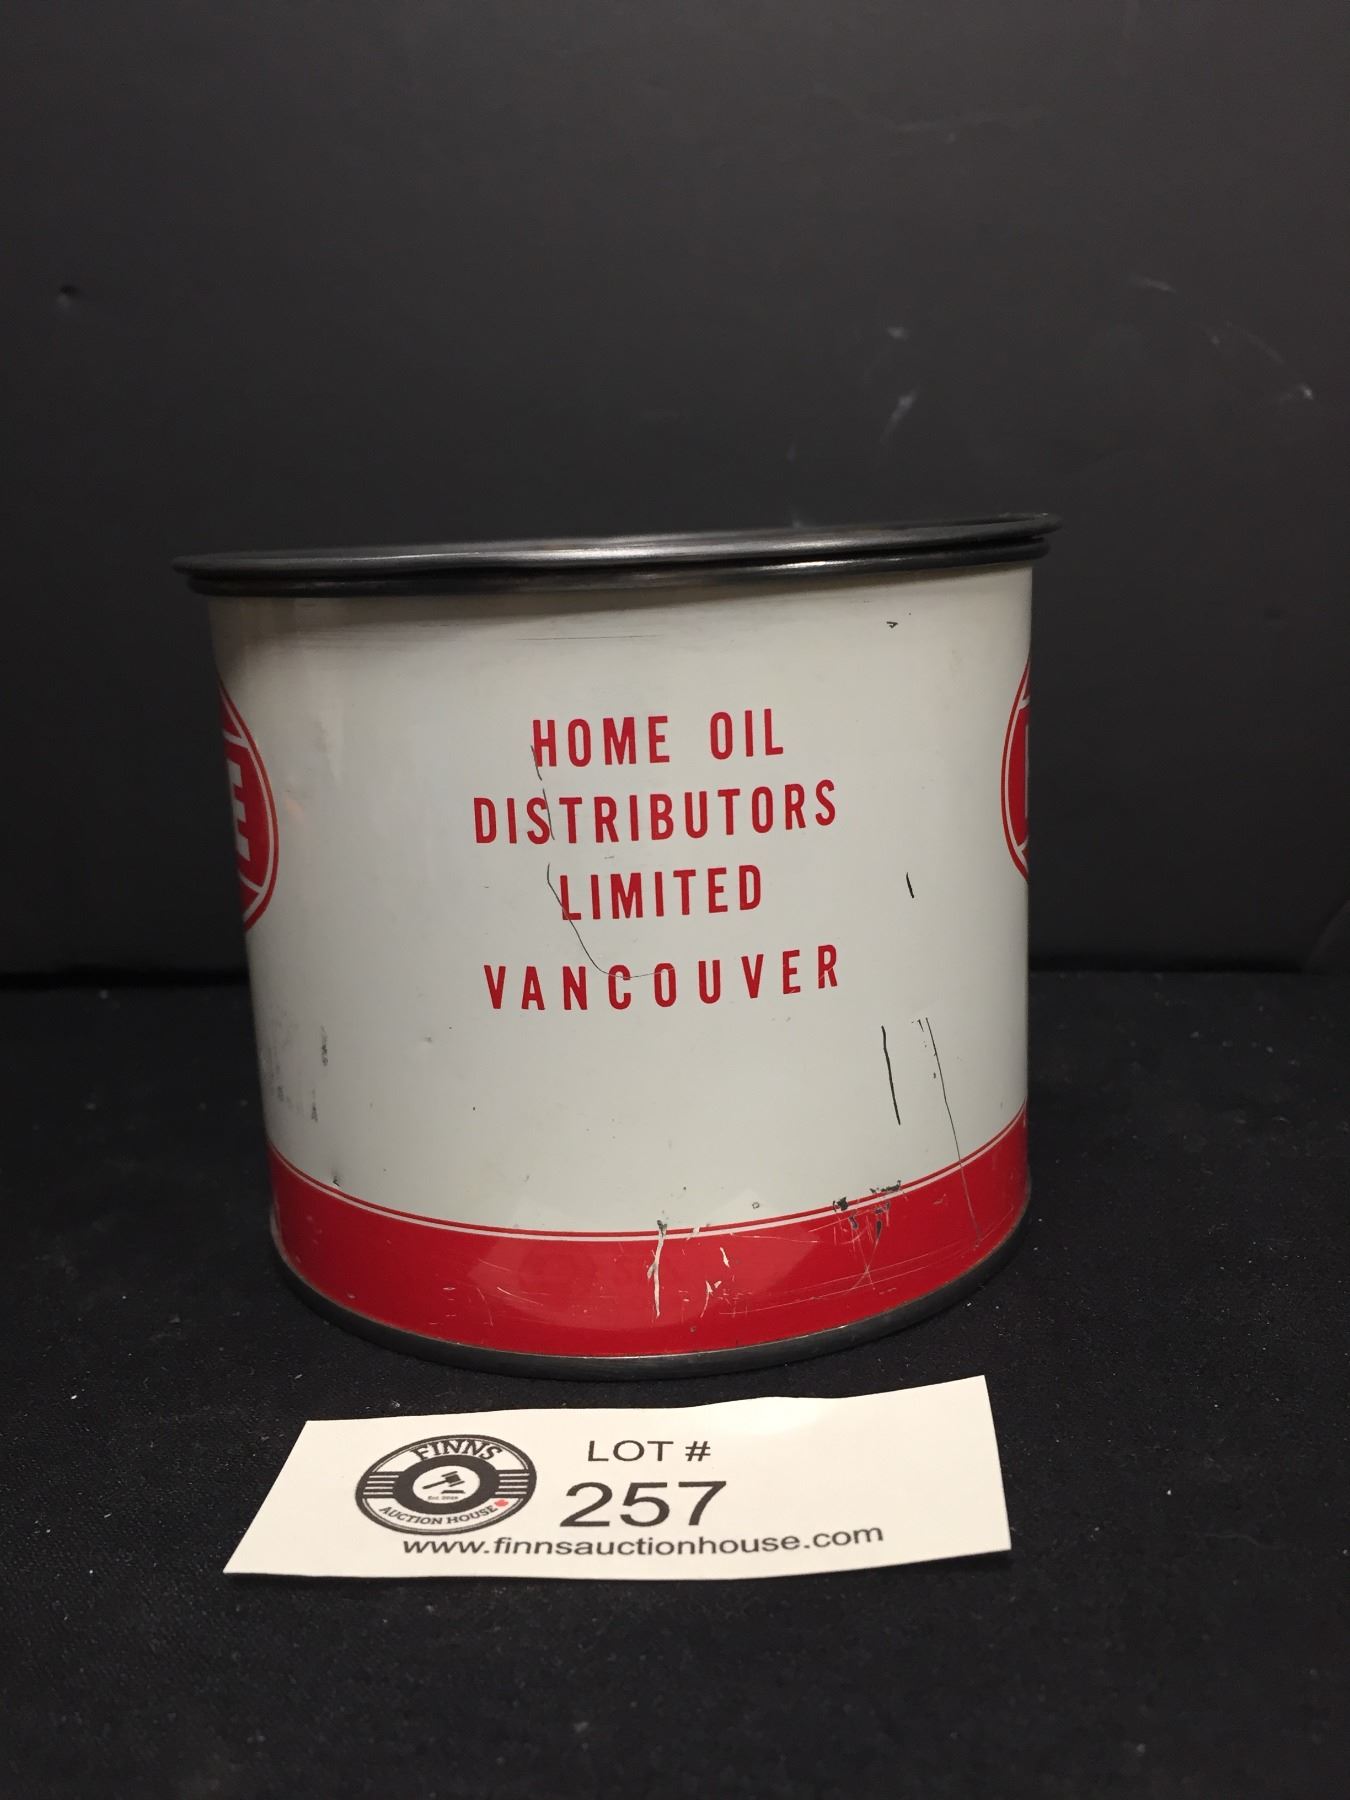 HOME OIL
DISTRIBUTORS
LIMITED
VANCOUVER
E
FINNS
AUCTION HOUSE
LOT #
257
www.finnsauctionhouse.com